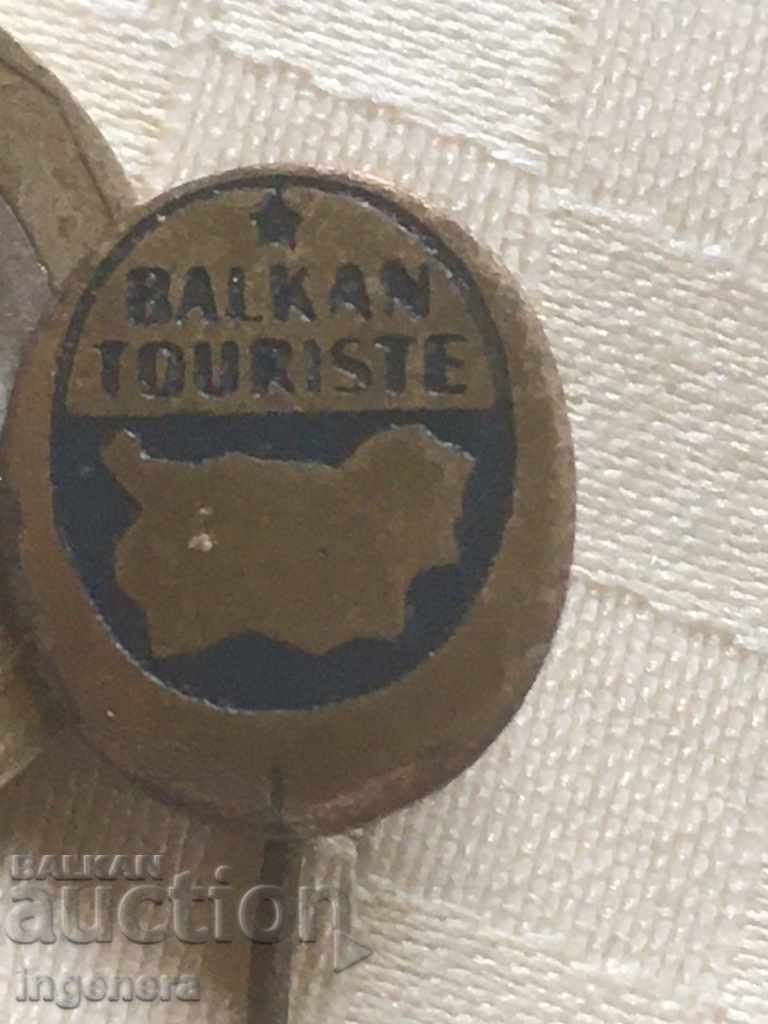 BALKAN
TOURISTE
BALKAN
auction
ingenera